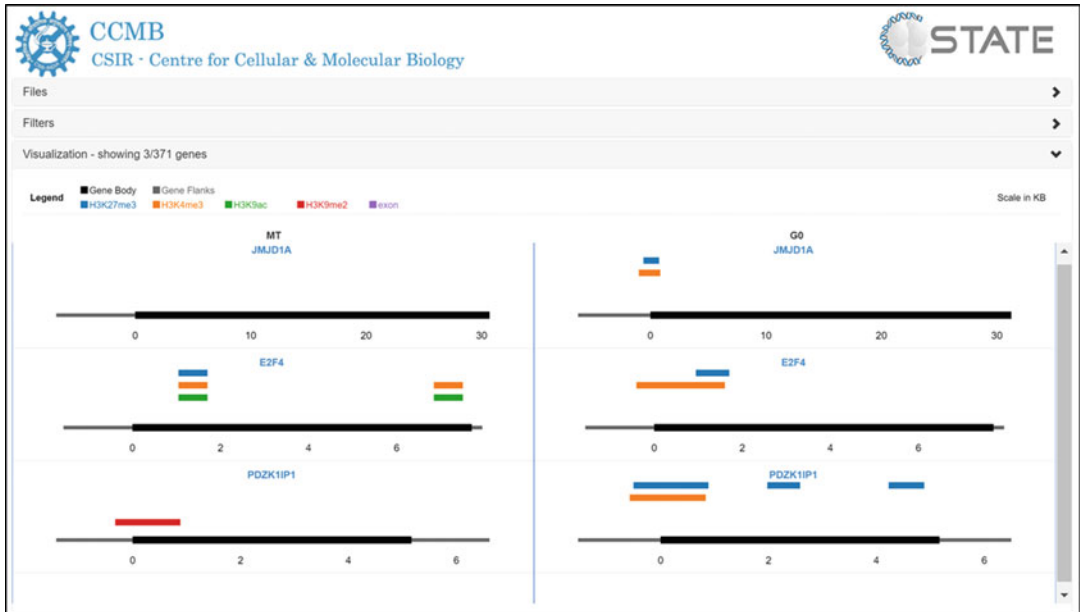 CCMB
CSIR - Centre for Cellular & Molecular Biology
STATE
Files
Filters
Visualization - showing 3/371 genes
Legend
Gene Body Gene Flanks
H3K27me3 H3K4me3 H3K9ac H3K9me2 exon
Scale in KB
MT
JMJD1A
0 10 20 30
E2F4
0 2 4 6
PDZK1IP1
0 2 4 6
G0
JMJD1A
0 10 20 30
E2F4
0 2 4 6
PDZK1IP1
0 2 4 6